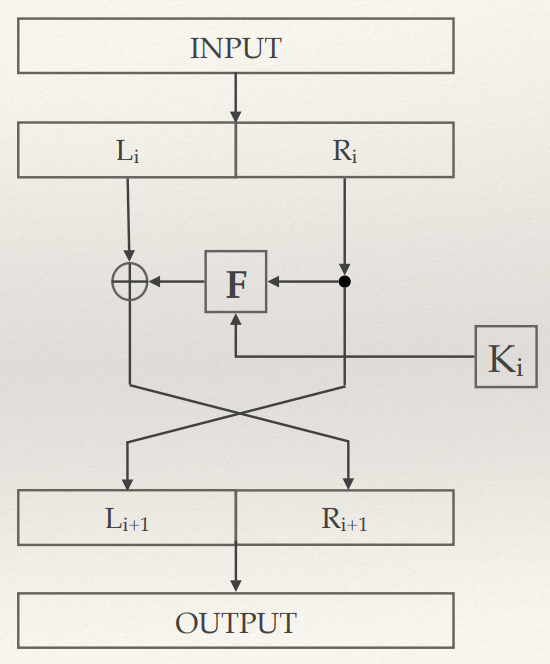 INPUT
Lᵢ
Rᵢ
F
Kᵢ
Lᵢ₊₁
Rᵢ₊₁
OUTPUT